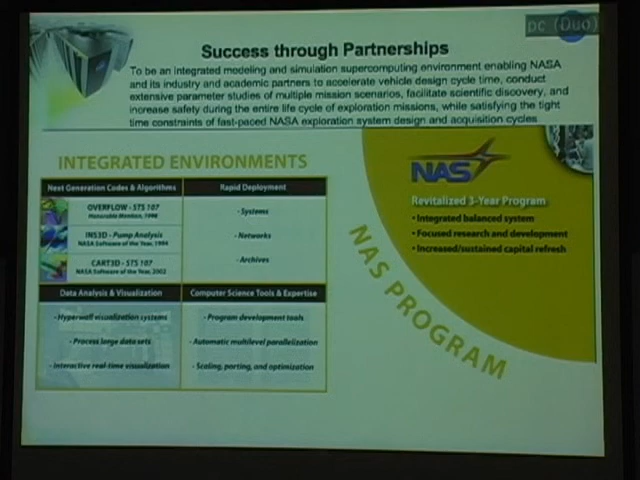 pc (Duo)
Success through Partnerships
To be an integrated modeling and simulation supercomputing environment enabling NASA
and its industry and academic partners to accelerate vehicle design cycle time, conduct
extensive parameter studies of multiple mission scenarios, facilitate scientific discovery, and
increase safety during the entire life cycle of exploration missions, while satisfying the tight
time constraints of fast-paced NASA exploration system design and acquisition cycles
INTEGRATED ENVIRONMENTS
Next Generation Codes & Algorithms
OVERFLOW - STS 107
Honorable Mention, 1998
INS3D - Pump Analysis
NASA Software of the Year, 1994
CART3D - STS 107
NASA Software of the Year, 2002
Rapid Deployment
- Systems
- Networks
- Archives
Data Analysis & Visualization
- Hyperwall visualization systems
- Process large data sets
- Interactive real-time visualization
Computer Science Tools & Expertise
- Program development tools
- Automatic multilevel parallelization
- Scaling, porting, and optimization
NAS
Revitalized 3-Year Program
• Integrated balanced system
• Focused research and development
• Increased/sustained capital refresh
NAS PROGRAM